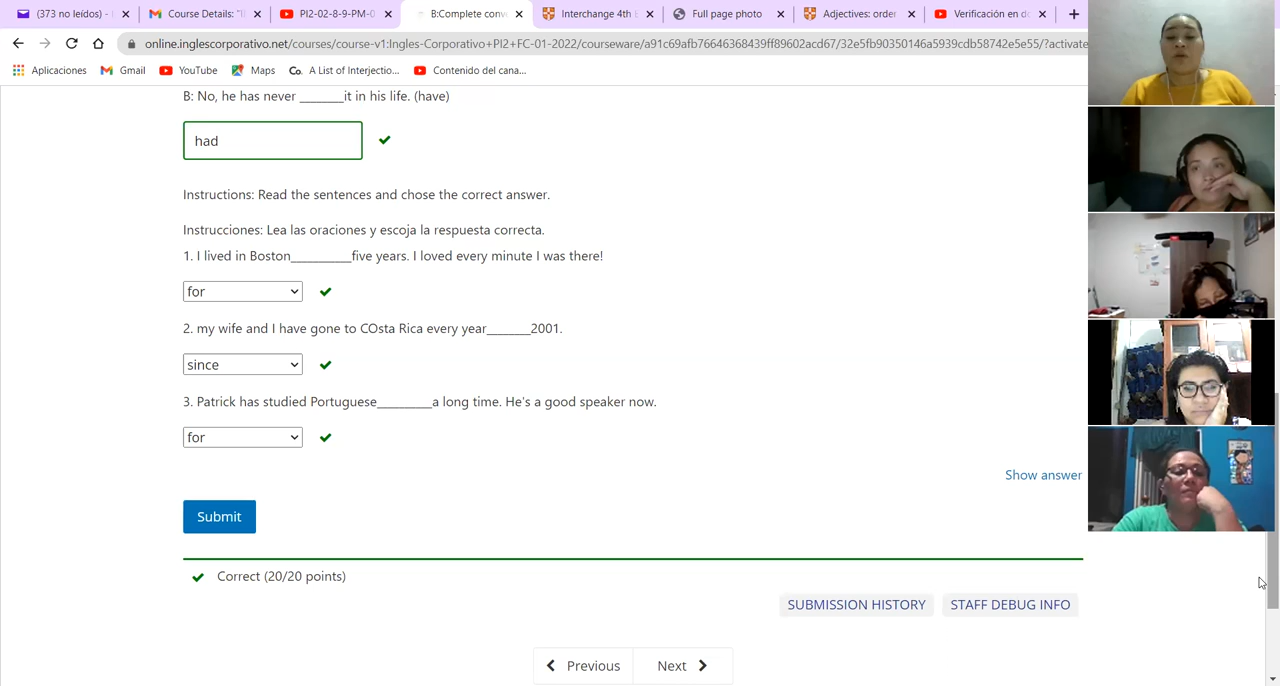 (373 no leídos) -
Course Details: "I
PI2-02-8-9-PM-0
B:Complete conv
Interchange 4th
Full page photo
Adjectives: order
Verificación en do
online.inglescorporativo.net/courses/course-v1:Ingles-Corporativo+PI2+FC-01-2022/courseware/a91c69afb76646368439ff89602acd67/32e5fb90350146a5939cdb58742e5e55/?activate
Aplicaciones
Gmail
YouTube
Maps
Co. A List of Interjectio...
Contenido del cana...
B: No, he has never ________it in his life. (have)
had
Instructions: Read the sentences and chose the correct answer.
Instrucciones: Lea las oraciones y escoja la respuesta correcta.
1. I lived in Boston___________five years. I loved every minute I was there!
for
2. my wife and I have gone to COsta Rica every year________2001.
since
3. Patrick has studied Portuguese__________a long time. He's a good speaker now.
for
Show answer
Submit
Correct (20/20 points)
SUBMISSION HISTORY
STAFF DEBUG INFO
Previous
Next